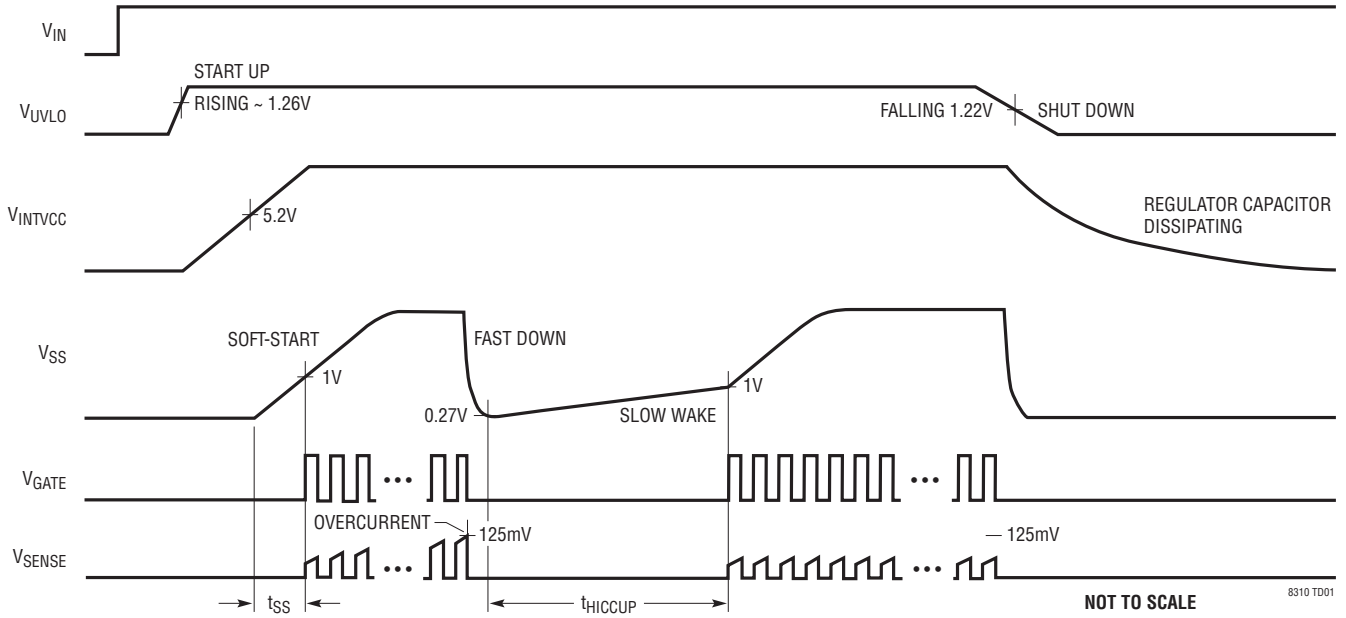 VIN
START UP
VUVLO
RISING ~ 1.26V
FALLING 1.22V
SHUT DOWN
VINTVCC
5.2V
REGULATOR CAPACITOR
DISSIPATING
VSS
SOFT-START
FAST DOWN
1V
1V
0.27V
SLOW WAKE
VGATE
OVERCURRENT
125mV
125mV
VSENSE
tSS
tHICCUP
NOT TO SCALE
8310 TD01